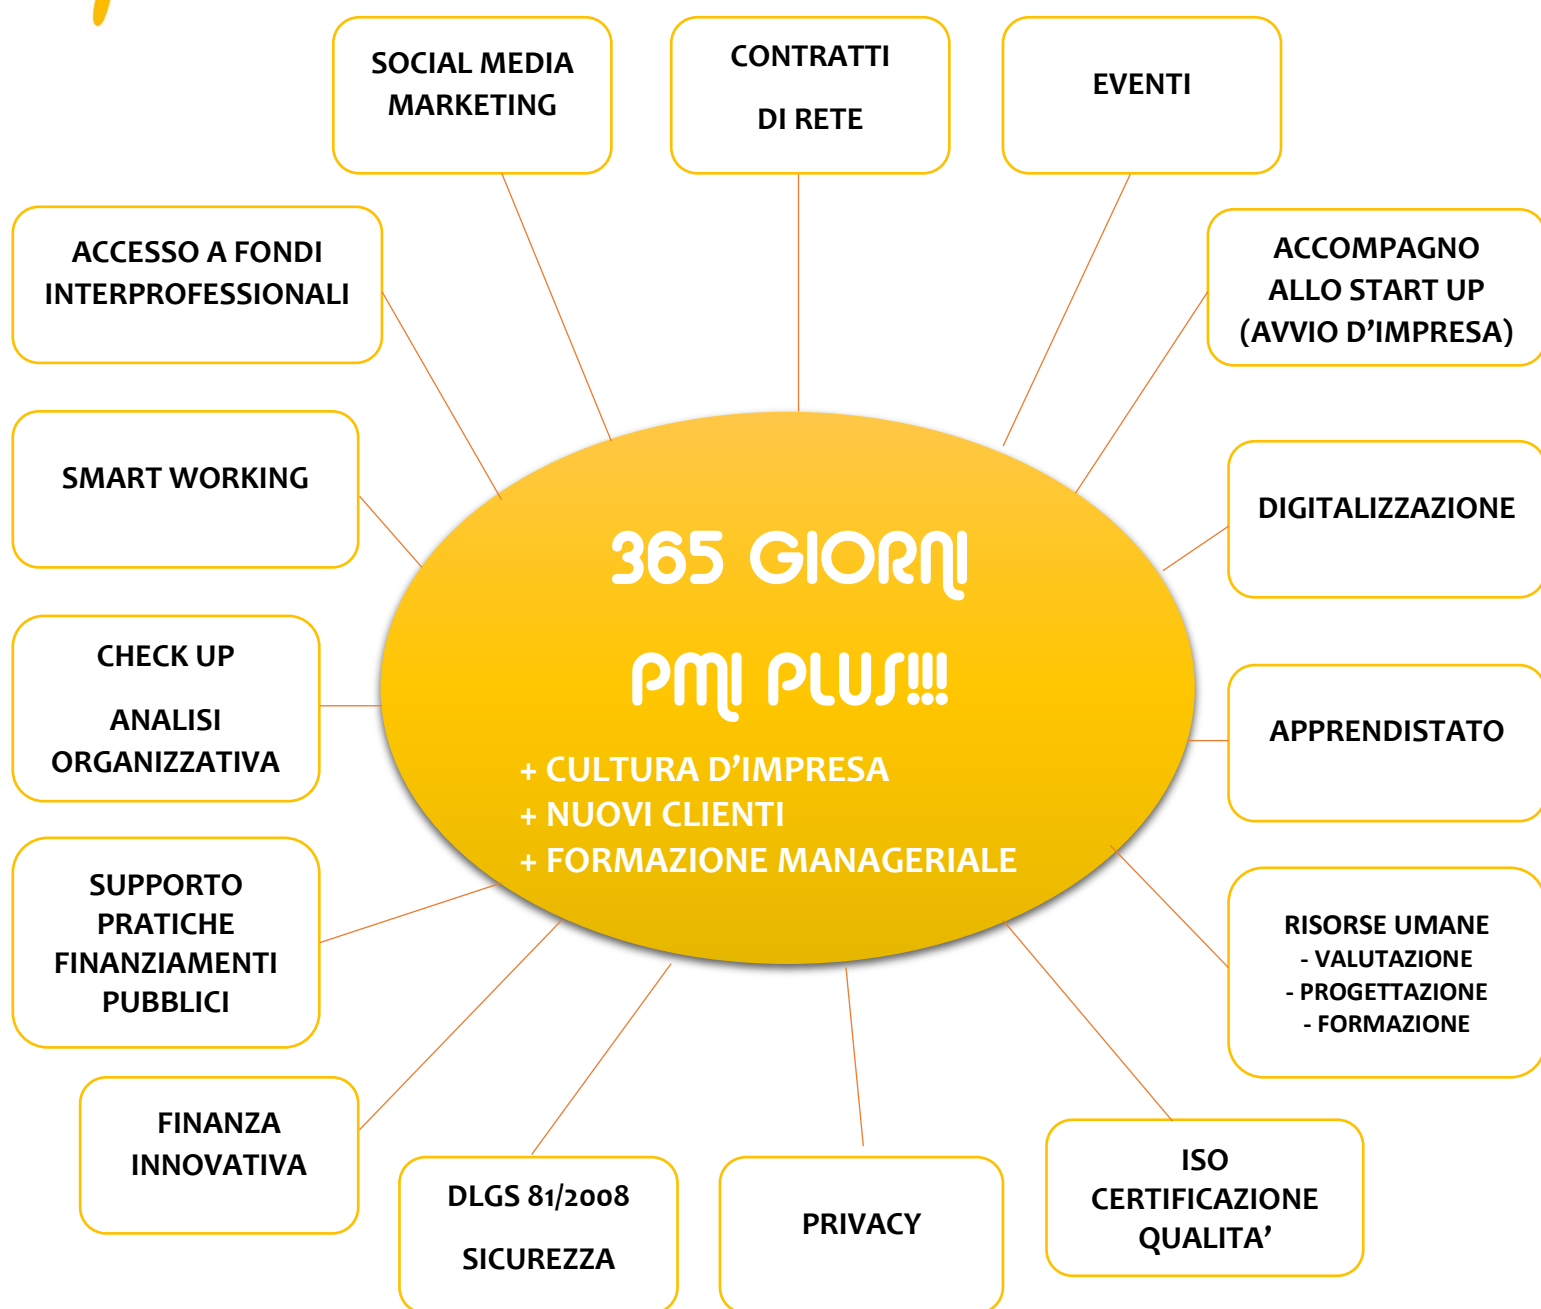 SOCIAL MEDIA
MARKETING
CONTRATTI
DI RETE
EVENTI
ACCESSO A FONDI
INTERPROFESSIONALI
ACCOMPAGNO
ALLO START UP
(AVVIO D’IMPRESA)
SMART WORKING
DIGITALIZZAZIONE
365 GIORNI
PMI PLUS!!!
+ CULTURA D’IMPRESA
+ NUOVI CLIENTI
+ FORMAZIONE MANAGERIALE
CHECK UP
ANALISI
ORGANIZZATIVA
APPRENDISTATO
SUPPORTO
PRATICHE
FINANZIAMENTI
PUBBLICI
RISORSE UMANE
- VALUTAZIONE
- PROGETTAZIONE
- FORMAZIONE
FINANZA
INNOVATIVA
DLGS 81/2008
SICUREZZA
PRIVACY
ISO
CERTIFICAZIONE
QUALITA’